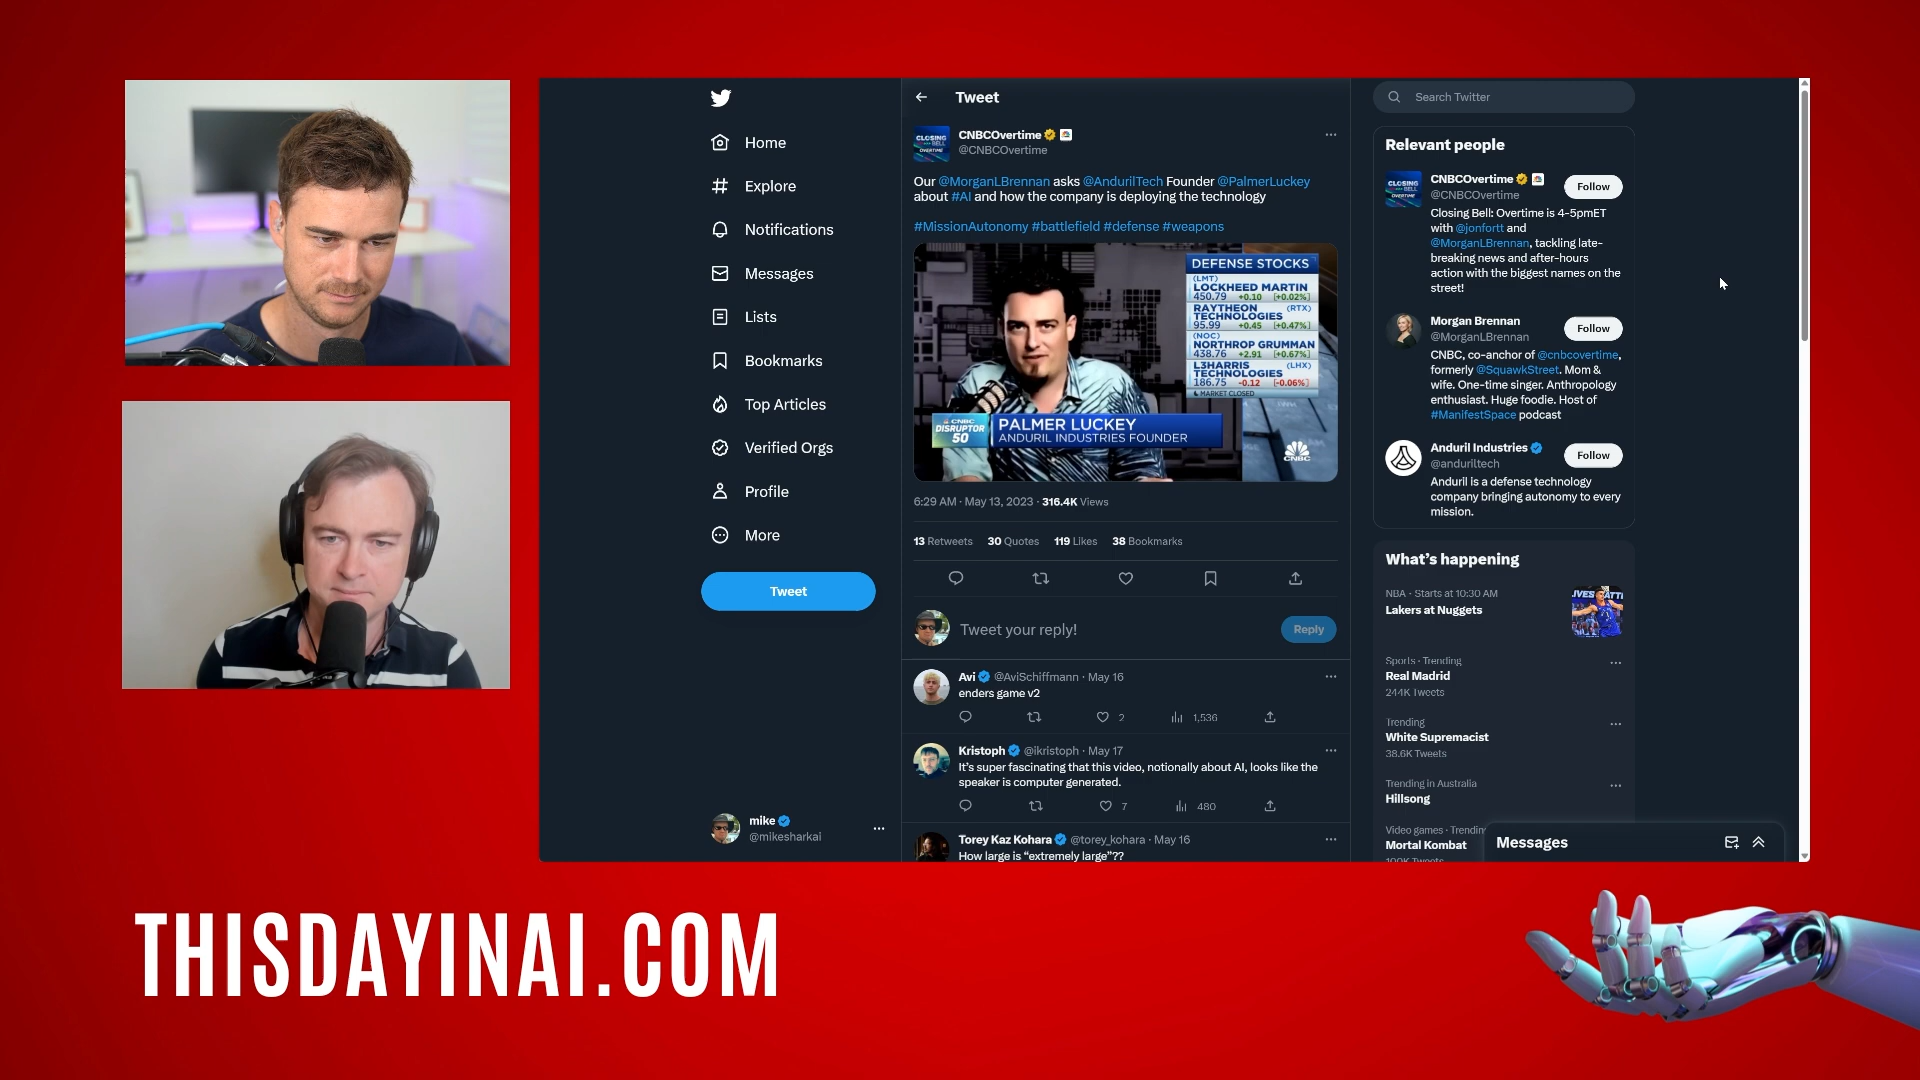 Home
Explore
Notifications
Messages
Lists
Bookmarks
Top Articles
Verified Orgs
Profile
More
Tweet
mike
@mikesharkai
Tweet
CNBCOvertime
@CNBCOvertime
Our @MorganLBrennan asks @AndurilTech Founder @PalmerLuckey
about #AI and how the company is deploying the technology
#MissionAutonomy #battlefield #defense #weapons
DEFENSE STOCKS
(LMT)
LOCKHEED MARTIN
450.79 +0.10 [+0.02%]
RAYTHEON (RTX)
TECHNOLOGIES
95.99 +0.45 [+0.47%]
(NOC)
NORTHROP GRUMMAN
438.76 +2.91 [+0.67%]
L3HARRIS (LHX)
TECHNOLOGIES
186.75 -0.12 [-0.06%]
MARKET CLOSED
CNBC
DISRUPTOR
50
PALMER LUCKEY
ANDURIL INDUSTRIES FOUNDER
CNBC
6:29 AM · May 13, 2023 · 316.4K Views
13 Retweets 30 Quotes 119 Likes 38 Bookmarks
Tweet your reply!
Reply
Avi @AviSchiffmann · May 16
enders game v2
2 1,536
Kristoph @ikristoph · May 17
It's super fascinating that this video, notionally about AI, looks like the
speaker is computer generated.
7 480
Torey Kaz Kohara @torey_kohara · May 16
How large is “extremely large”??
Search Twitter
Relevant people
CNBCOvertime
@CNBCOvertime
Follow
Closing Bell: Overtime is 4-5pmET
with @jonfortt and
@MorganLBrennan, tackling late-
breaking news and after-hours
action with the biggest names on the
street!
Morgan Brennan
@MorganLBrennan
Follow
CNBC, co-anchor of @cnbcovertime,
formerly @SquawkStreet. Mom &
wife. One-time singer. Anthropology
enthusiast. Huge foodie. Host of
#ManifestSpace podcast
Anduril Industries
@anduriltech
Follow
Anduril is a defense technology
company bringing autonomy to every
mission.
What's happening
NBA · Starts at 10:30 AM
Lakers at Nuggets
Sports · Trending
Real Madrid
244K Tweets
Trending
White Supremacist
38.6K Tweets
Trending in Australia
Hillsong
Video games · Trending
Mortal Kombat
100K Tweets
Messages
THISDAYINAI.COM